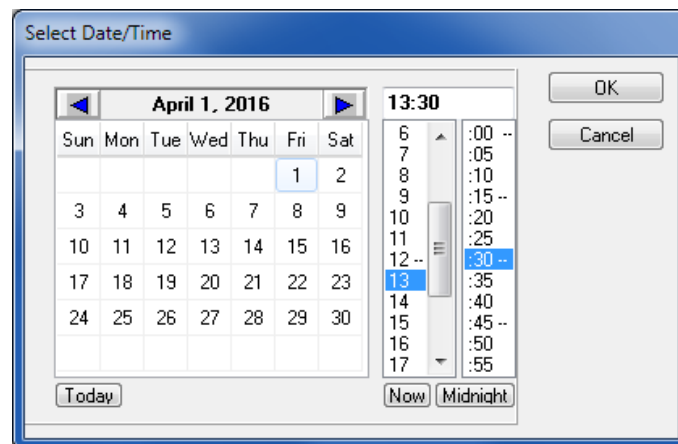 Select Date/Time
April 1, 2016
Sun Mon Tue Wed Thu Fri Sat
1 2
3 4 5 6 7 8 9
10 11 12 13 14 15 16
17 18 19 20 21 22 23
24 25 26 27 28 29 30
Today
13:30
6
7
8
9
10
11
12 --
13
14
15
16
17
:00 --
:05
:10
:15 --
:20
:25
:30 --
:35
:40
:45 --
:50
:55
Now Midnight
OK
Cancel